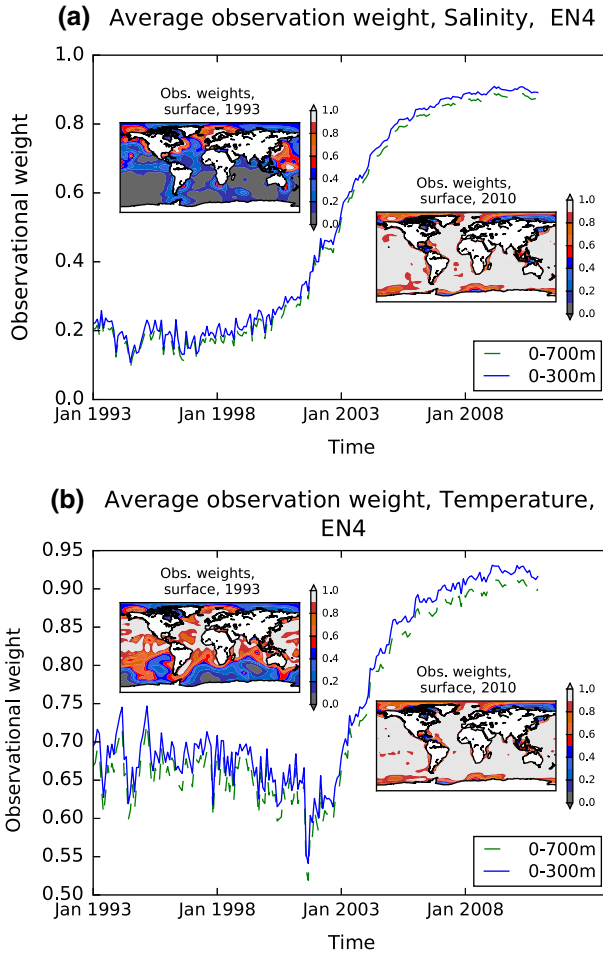 (a) Average observation weight, Salinity, EN4
Observational weight
1.0
0.8
0.6
0.4
0.2
0.0
Obs. weights,
surface, 1993
1.0
0.8
0.6
0.4
0.2
0.0
Obs. weights,
surface, 2010
1.0
0.8
0.6
0.4
0.2
0.0
0-700m
0-300m
Jan 1993
Jan 1998
Jan 2003
Jan 2008
Time
(b) Average observation weight, Temperature,
EN4
Observational weight
0.95
0.90
0.85
0.80
0.75
0.70
0.65
0.60
0.55
0.50
Obs. weights,
surface, 1993
1.0
0.8
0.6
0.4
0.2
0.0
Obs. weights,
surface, 2010
1.0
0.8
0.6
0.4
0.2
0.0
0-700m
0-300m
Jan 1993
Jan 1998
Jan 2003
Jan 2008
Time